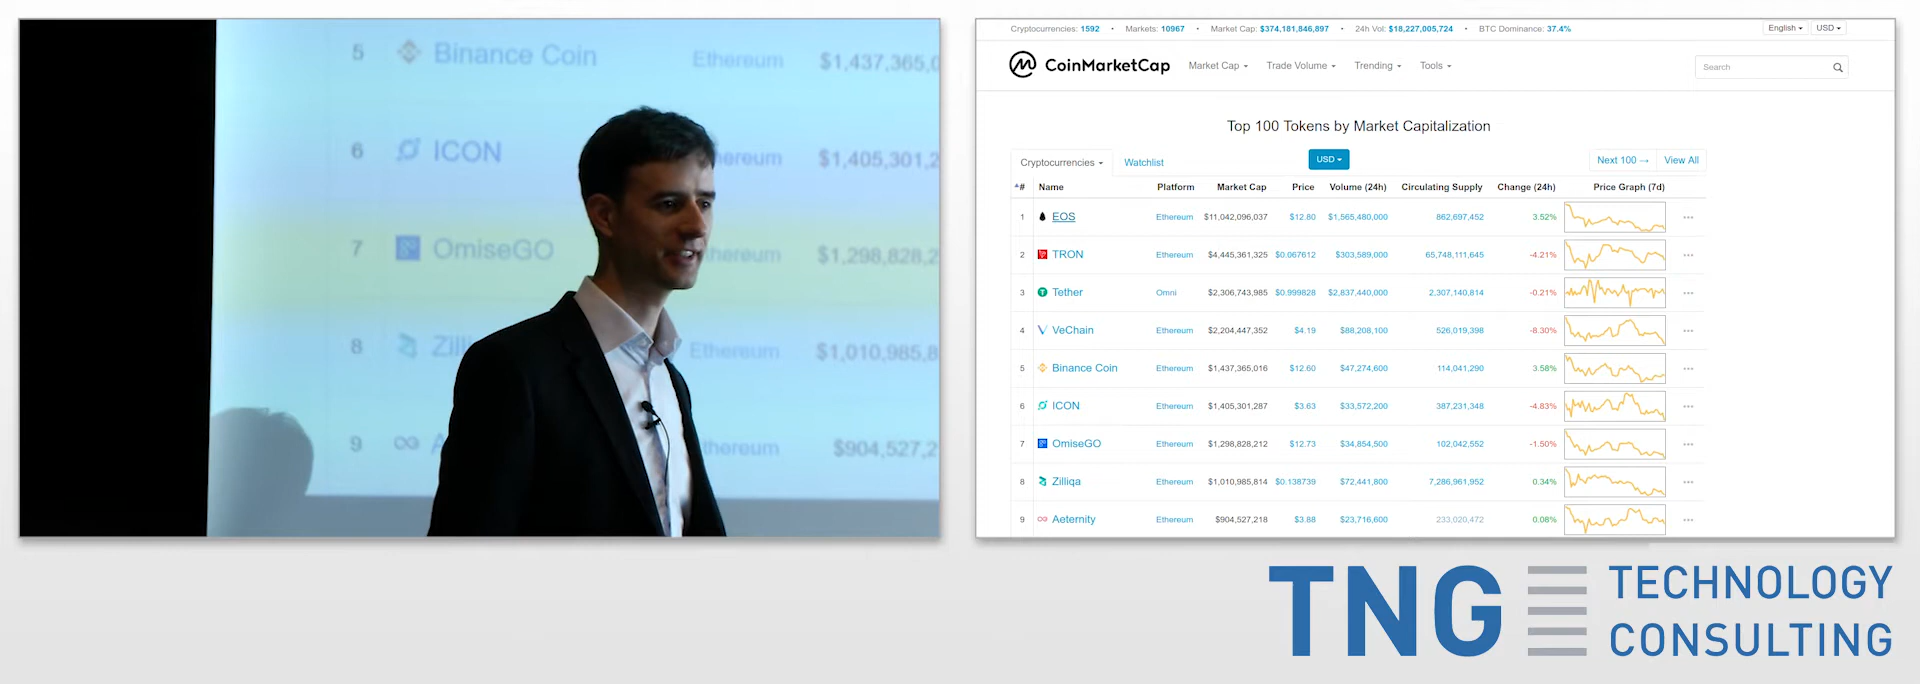 5 Binance Coin Ethereum $1,437,365,0
6 ICON hereum $1,405,301,2
7 OmiseGO hereum $1,298,828,2
8 Zill Ethereum $1,010,985,8
9 A thereum $904,527,2
Cryptocurrencies: 1592 • Markets: 10967 • Market Cap: $374,181,846,897 • 24h Vol: $18,227,005,724 • BTC Dominance: 37.4% English USD
CoinMarketCap Market Cap Trade Volume Trending Tools Search
Top 100 Tokens by Market Capitalization
Cryptocurrencies Watchlist USD Next 100 → View All
# Name Platform Market Cap Price Volume (24h) Circulating Supply Change (24h) Price Graph (7d)
1 EOS Ethereum $11,042,096,037 $12.80 $1,565,480,000 862,697,452 3.52%
2 TRON Ethereum $4,445,361,325 $0.067612 $303,589,000 65,748,111,645 -4.21%
3 Tether Omni $2,306,743,985 $0.999828 $2,837,440,000 2,307,140,814 -0.21%
4 VeChain Ethereum $2,204,447,352 $4.19 $88,208,100 526,019,398 -8.30%
5 Binance Coin Ethereum $1,437,365,016 $12.60 $47,274,600 114,041,290 3.58%
6 ICON Ethereum $1,405,301,287 $3.63 $33,572,200 387,231,348 -4.83%
7 OmiseGO Ethereum $1,298,828,212 $12.73 $34,854,500 102,042,552 -1.50%
8 Zilliqa Ethereum $1,010,985,814 $0.138739 $72,441,800 7,286,961,952 0.34%
9 Aeternity Ethereum $904,527,218 $3.88 $23,716,600 233,020,472 0.08%
TNG TECHNOLOGY
CONSULTING